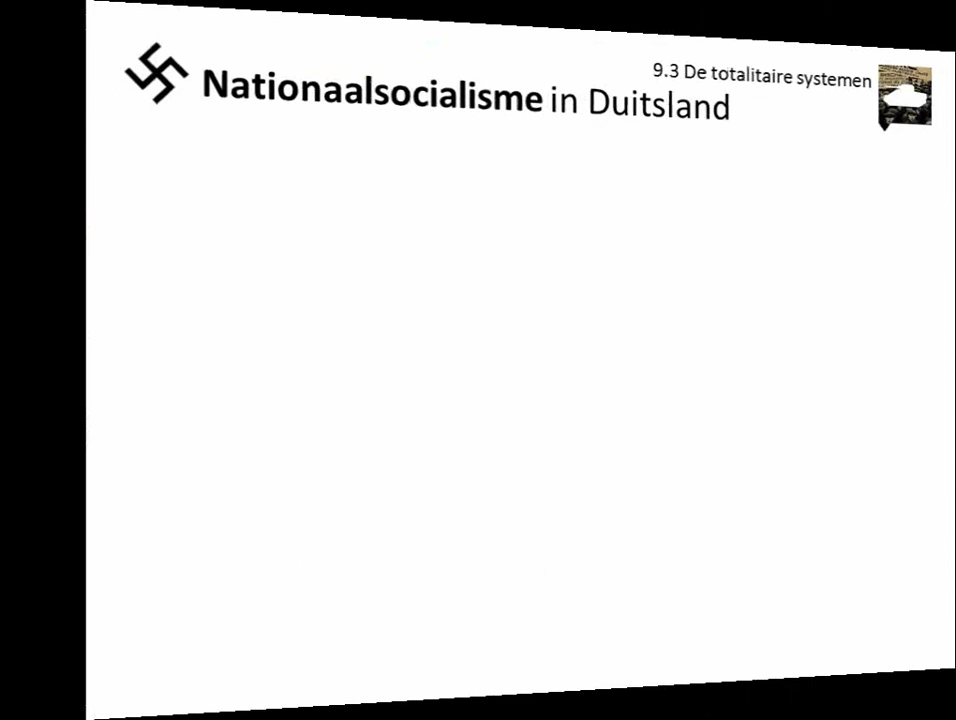 9.3 De totalitaire systemen
Nationaalsocialisme in Duitsland